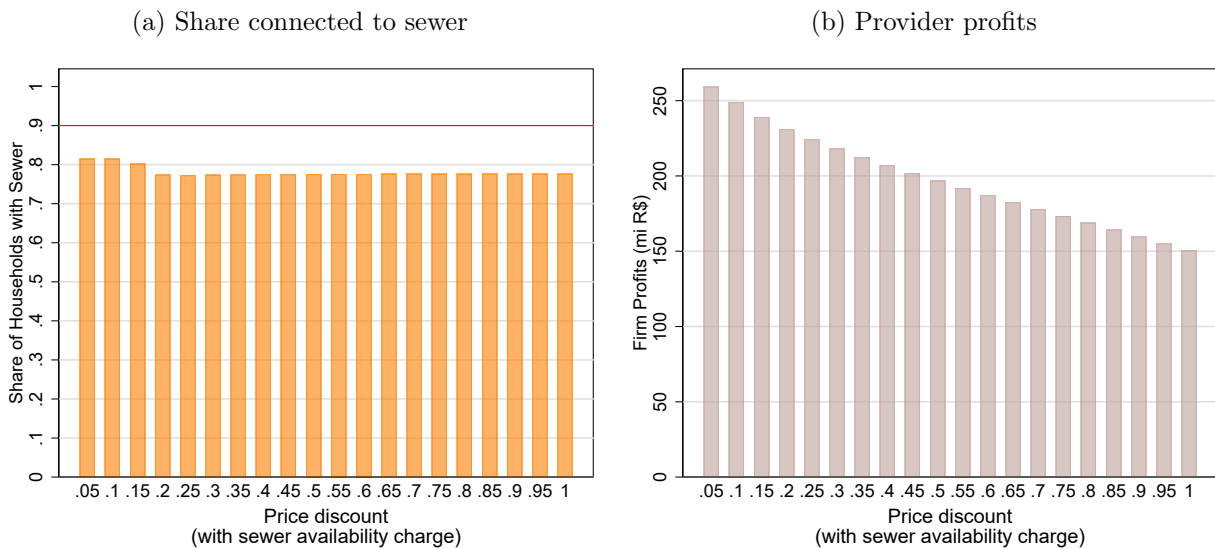 (a) Share connected to sewer
Share of Households with Sewer
1
.9
.8
.7
.6
.5
.4
.3
.2
.1
0
.05 .1 .15 .2 .25 .3 .35 .4 .45 .5 .55 .6 .65 .7 .75 .8 .85 .9 .95 1
Price discount
(with sewer availability charge)
(b) Provider profits
Firm Profits (mi R$)
250
200
150
100
50
0
.05 .1 .15 .2 .25 .3 .35 .4 .45 .5 .55 .6 .65 .7 .75 .8 .85 .9 .95 1
Price discount
(with sewer availability charge)